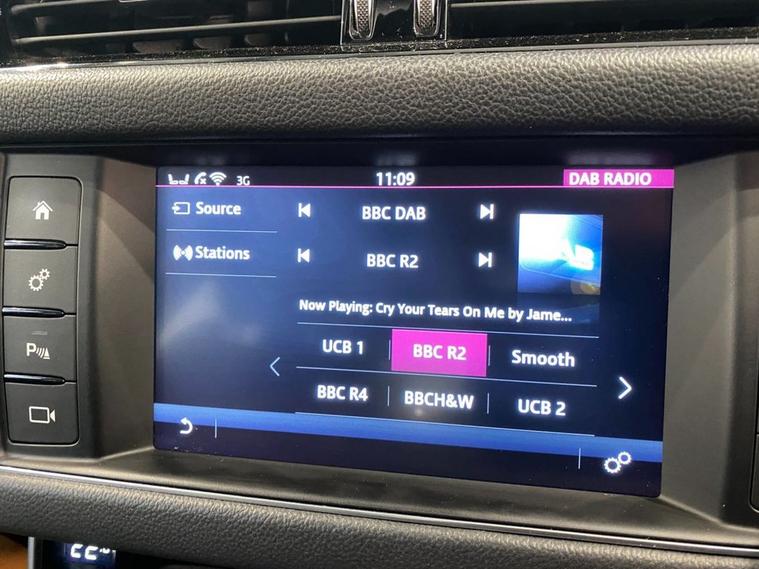 3G 11:09 DAB RADIO
Source BBC DAB
Stations BBC R2
Now Playing: Cry Your Tears On Me by Jame...
UCB 1 BBC R2 Smooth
BBC R4 BBCH&W UCB 2
P